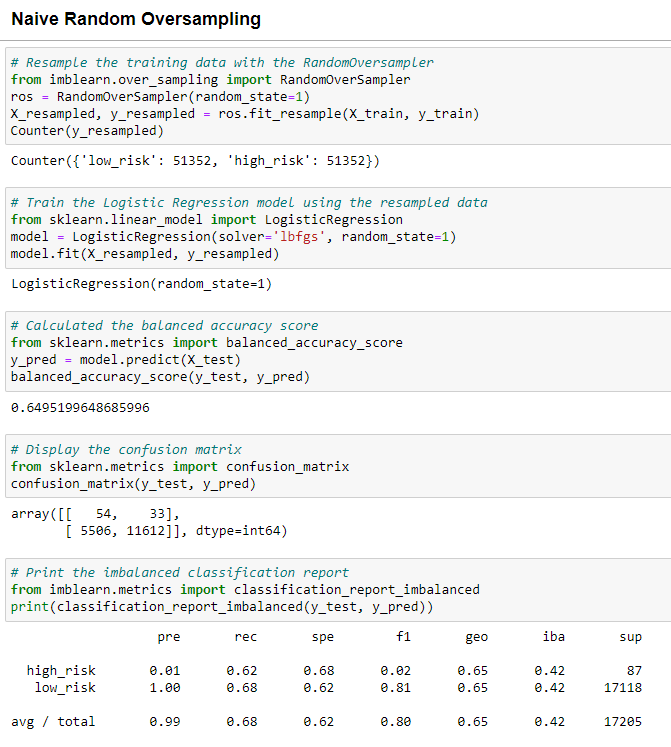 Naive Random Oversampling
# Resample the training data with the RandomOversampler
from imblearn.over_sampling import RandomOverSampler
ros = RandomOverSampler(random_state=1)
X_resampled, y_resampled = ros.fit_resample(X_train, y_train)
Counter(y_resampled)
Counter({'low_risk': 51352, 'high_risk': 51352})
# Train the Logistic Regression model using the resampled data
from sklearn.linear_model import LogisticRegression
model = LogisticRegression(solver='lbfgs', random_state=1)
model.fit(X_resampled, y_resampled)
LogisticRegression(random_state=1)
# Calculated the balanced accuracy score
from sklearn.metrics import balanced_accuracy_score
y_pred = model.predict(X_test)
balanced_accuracy_score(y_test, y_pred)
0.6495199648685996
# Display the confusion matrix
from sklearn.metrics import confusion_matrix
confusion_matrix(y_test, y_pred)
array([[   54,    33],
       [ 5506, 11612]], dtype=int64)
# Print the imbalanced classification report
from imblearn.metrics import classification_report_imbalanced
print(classification_report_imbalanced(y_test, y_pred))
                   pre       rec       spe        f1       geo       iba       sup
  high_risk       0.01      0.62      0.68      0.02      0.65      0.42        87
   low_risk       1.00      0.68      0.62      0.81      0.65      0.42     17118
avg / total       0.99      0.68      0.62      0.80      0.65      0.42     17205